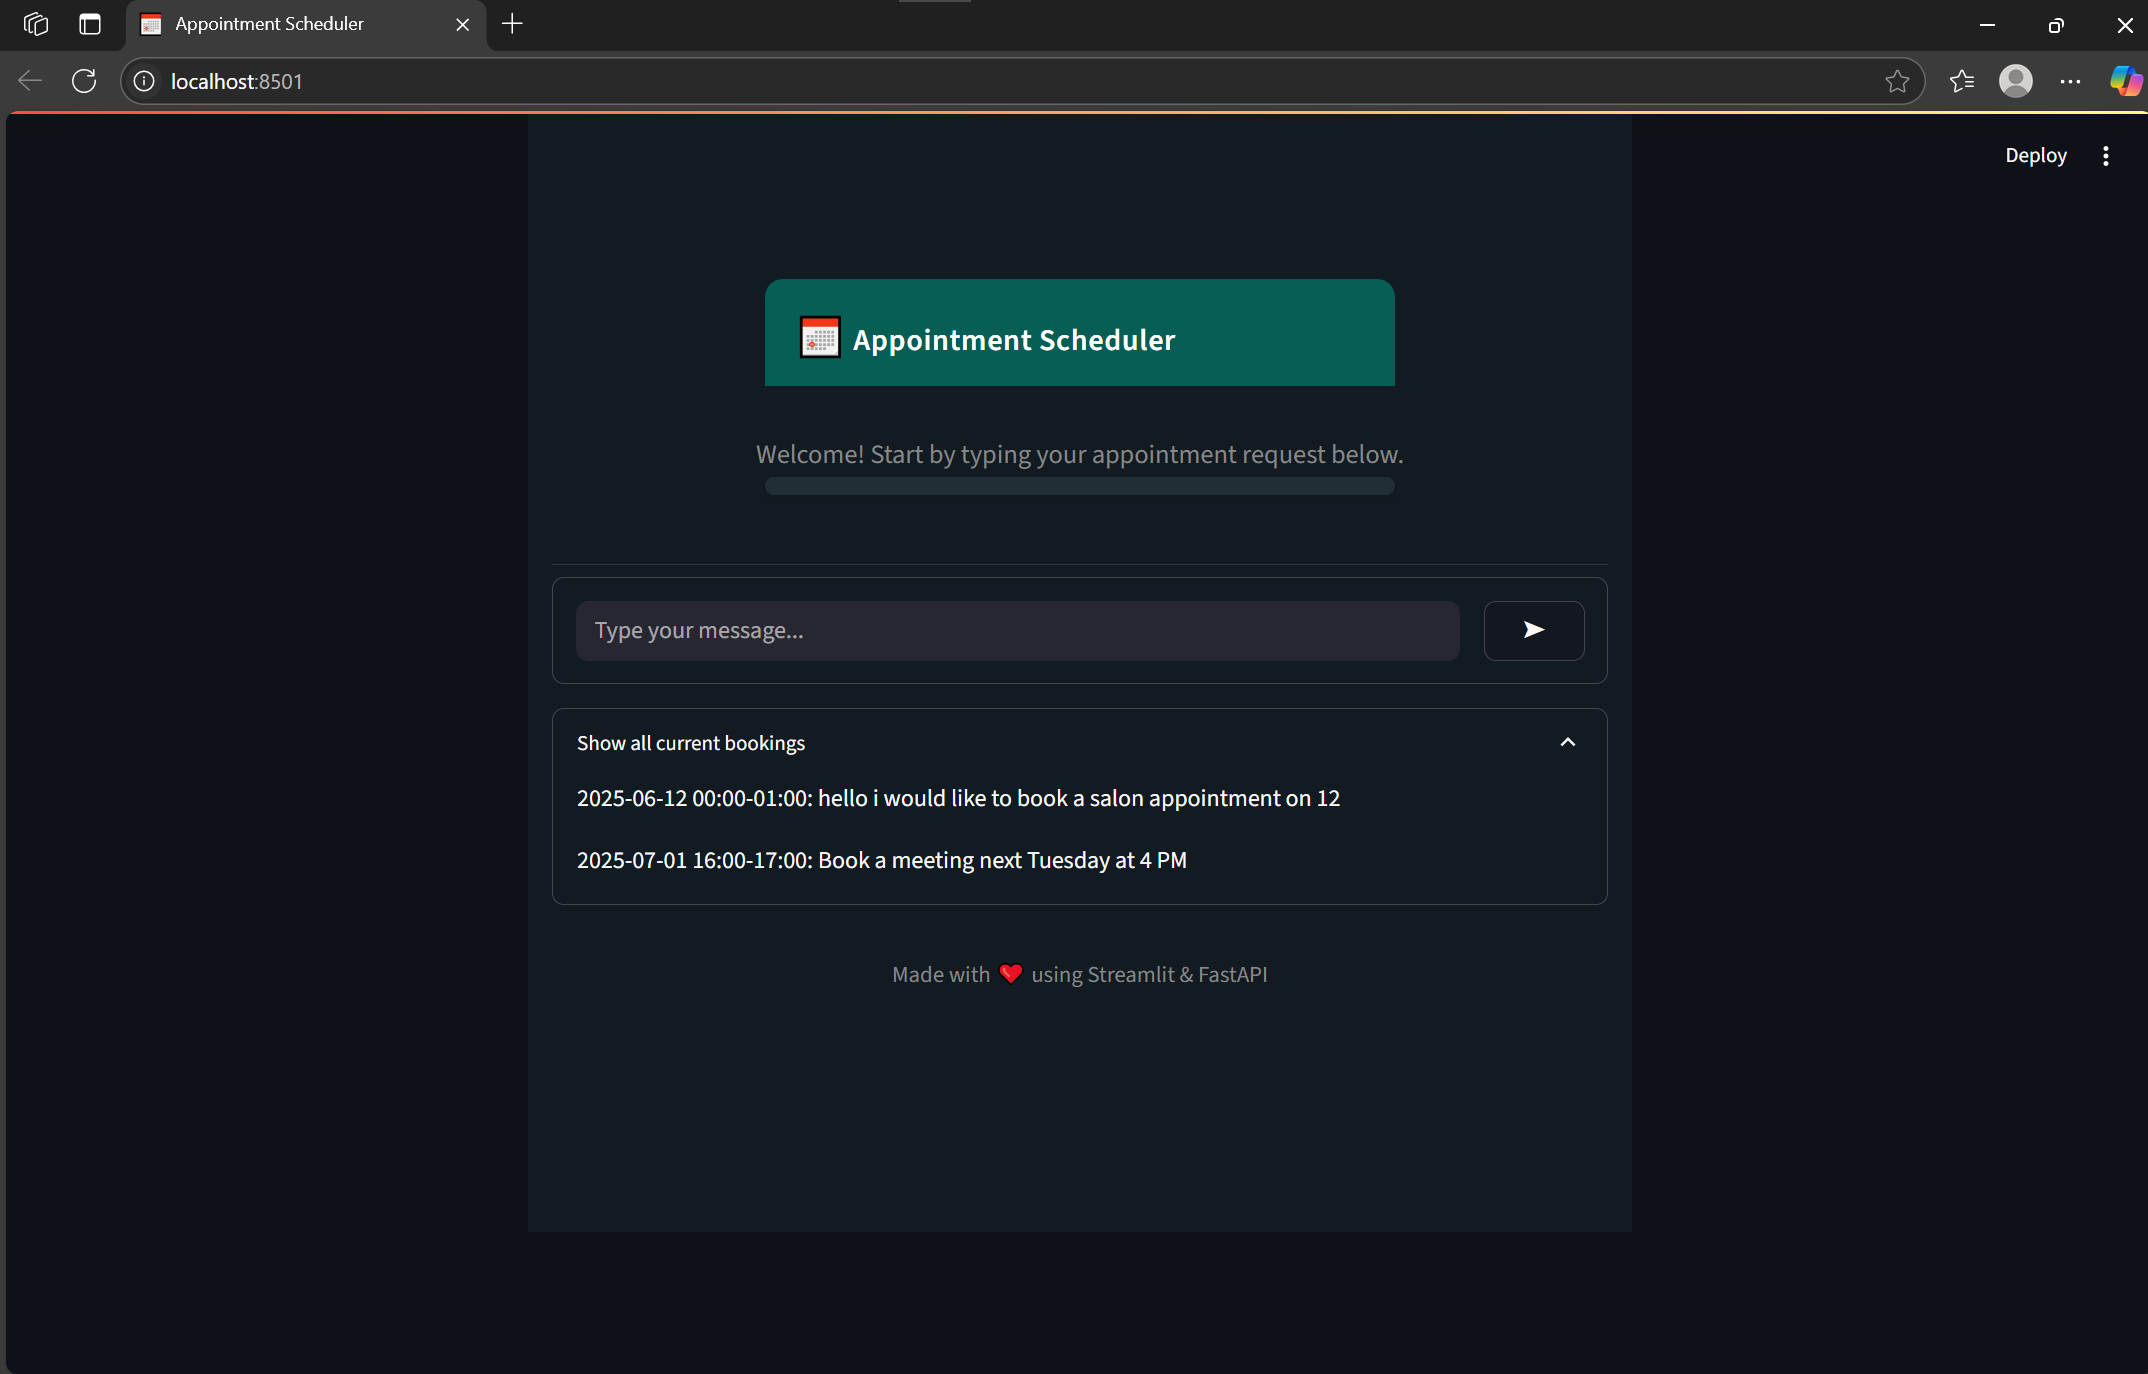 Appointment Scheduler
localhost:8501
Deploy
Appointment Scheduler
Welcome! Start by typing your appointment request below.
Type your message...
Show all current bookings
2025-06-12 00:00-01:00: hello i would like to book a salon appointment on 12
2025-07-01 16:00-17:00: Book a meeting next Tuesday at 4 PM
Made with ❤️ using Streamlit & FastAPI